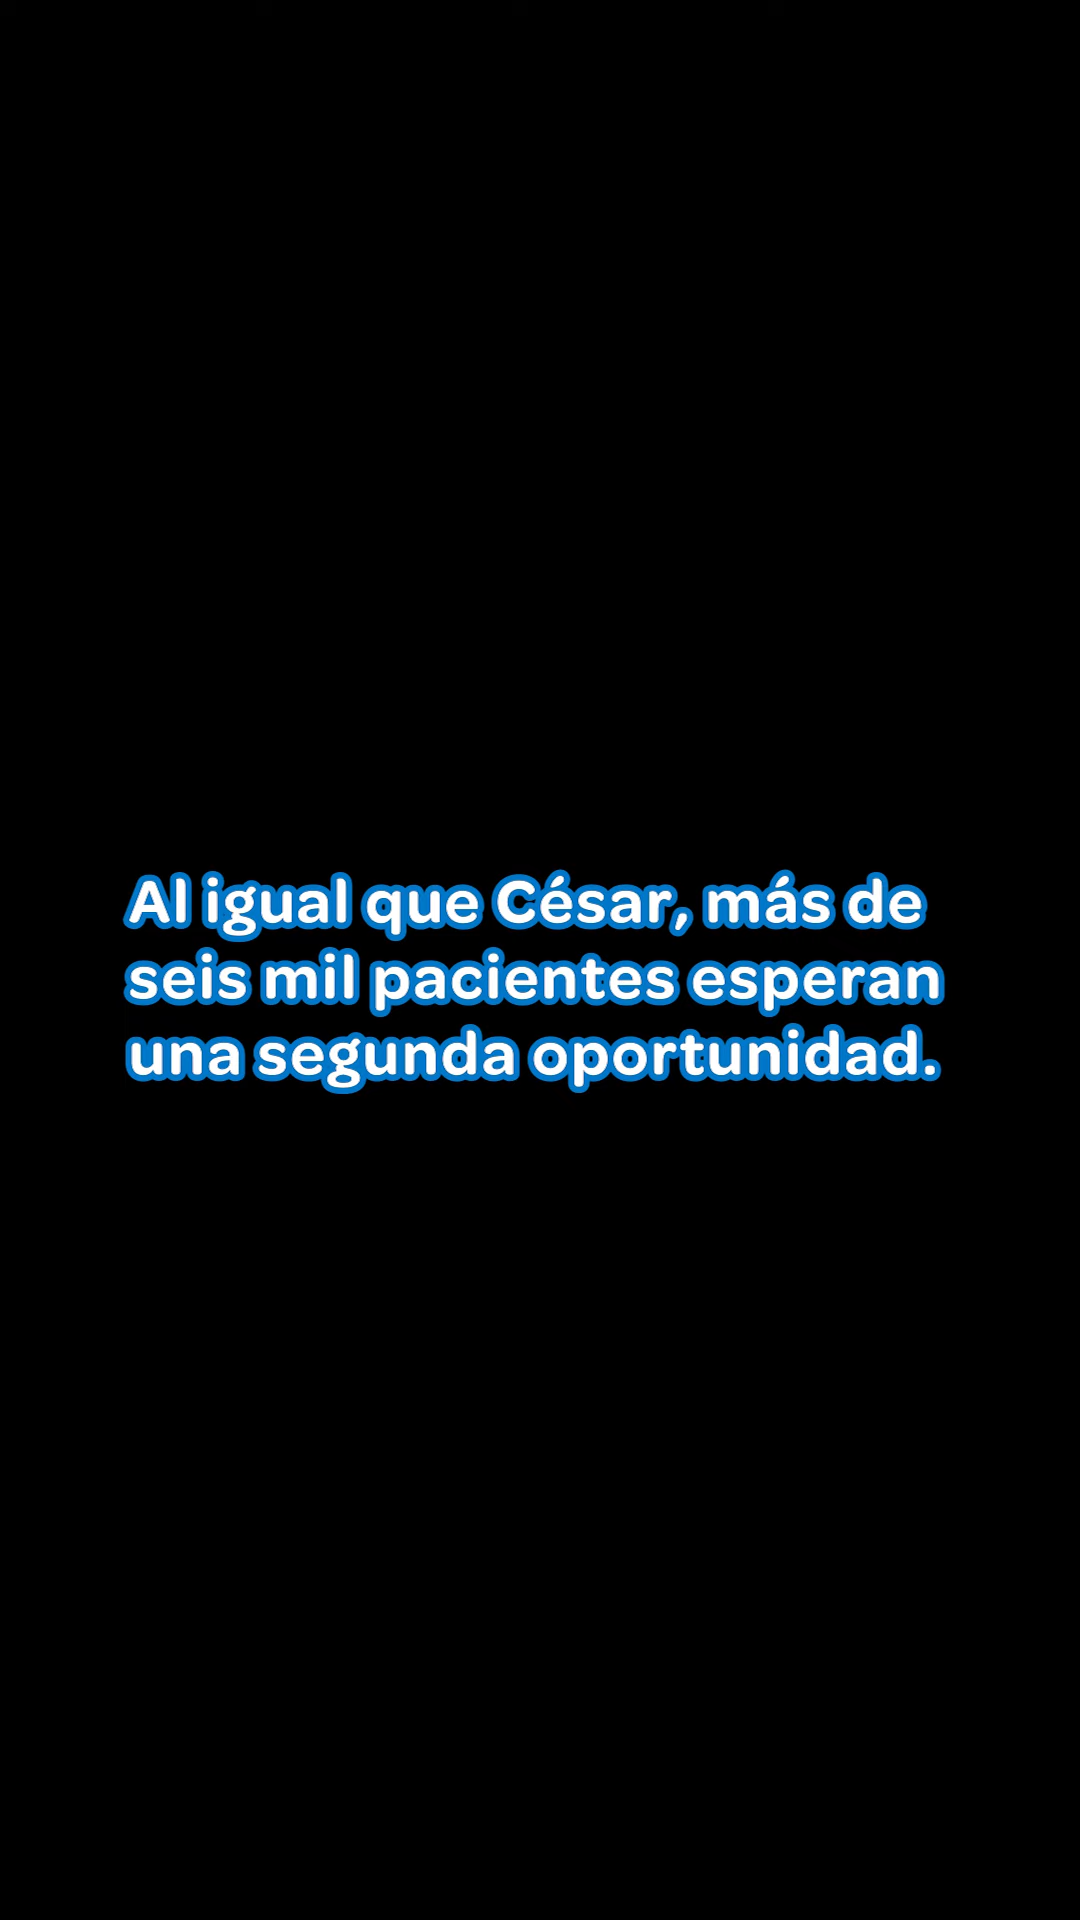 Al igual que César, más de
seis mil pacientes esperan
una segunda oportunidad.